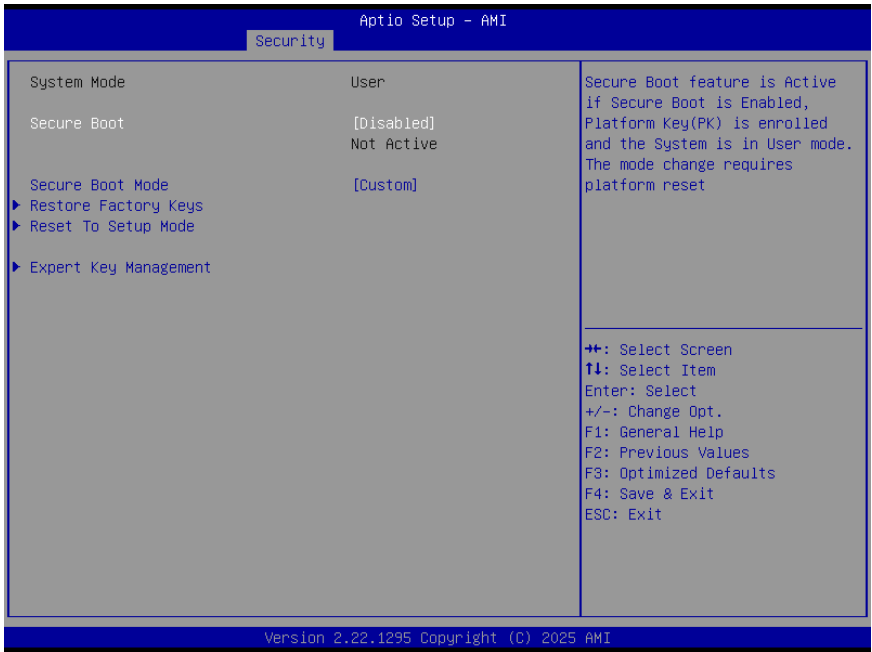 Aptio Setup – AMI
Security
System Mode User
Secure Boot [Disabled]
Not Active
Secure Boot Mode [Custom]
Restore Factory Keys
Reset To Setup Mode
Expert Key Management
Secure Boot feature is Active
if Secure Boot is Enabled,
Platform Key(PK) is enrolled
and the System is in User mode.
The mode change requires
platform reset
→←: Select Screen
↑↓: Select Item
Enter: Select
+/-: Change Opt.
F1: General Help
F2: Previous Values
F3: Optimized Defaults
F4: Save & Exit
ESC: Exit
Version 2.22.1295 Copyright (C) 2025 AMI